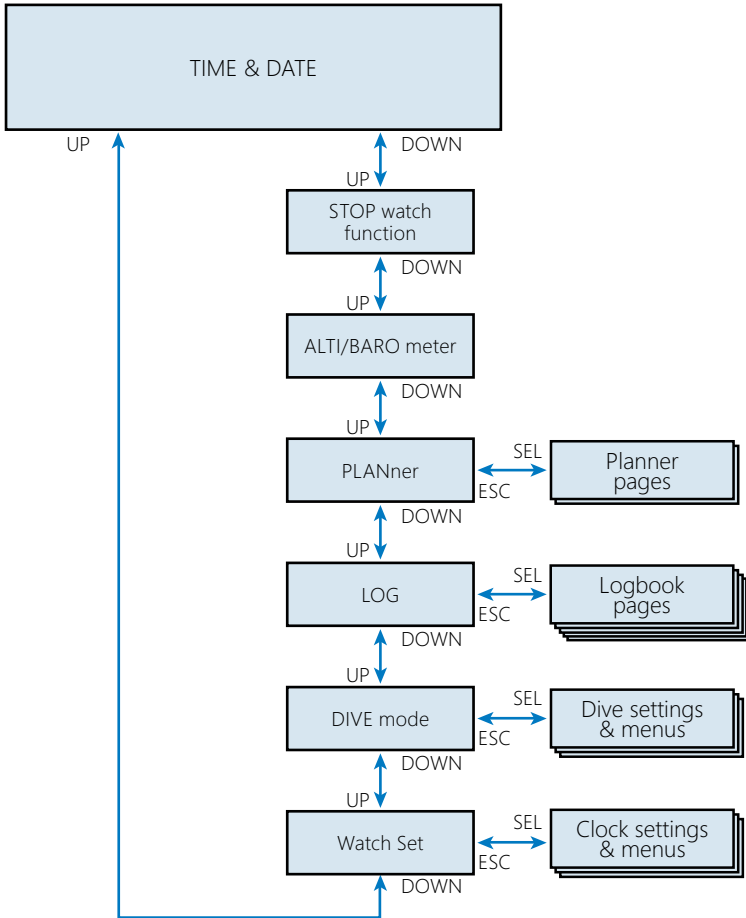 TIME & DATE
UP
DOWN
UP
STOP watch
function
DOWN
UP
ALTI/BARO meter
DOWN
UP
PLANner
SEL
ESC
Planner
pages
DOWN
UP
LOG
SEL
ESC
Logbook
pages
DOWN
UP
DIVE mode
SEL
ESC
Dive settings
& menus
DOWN
UP
Watch Set
SEL
ESC
Clock settings
& menus
DOWN